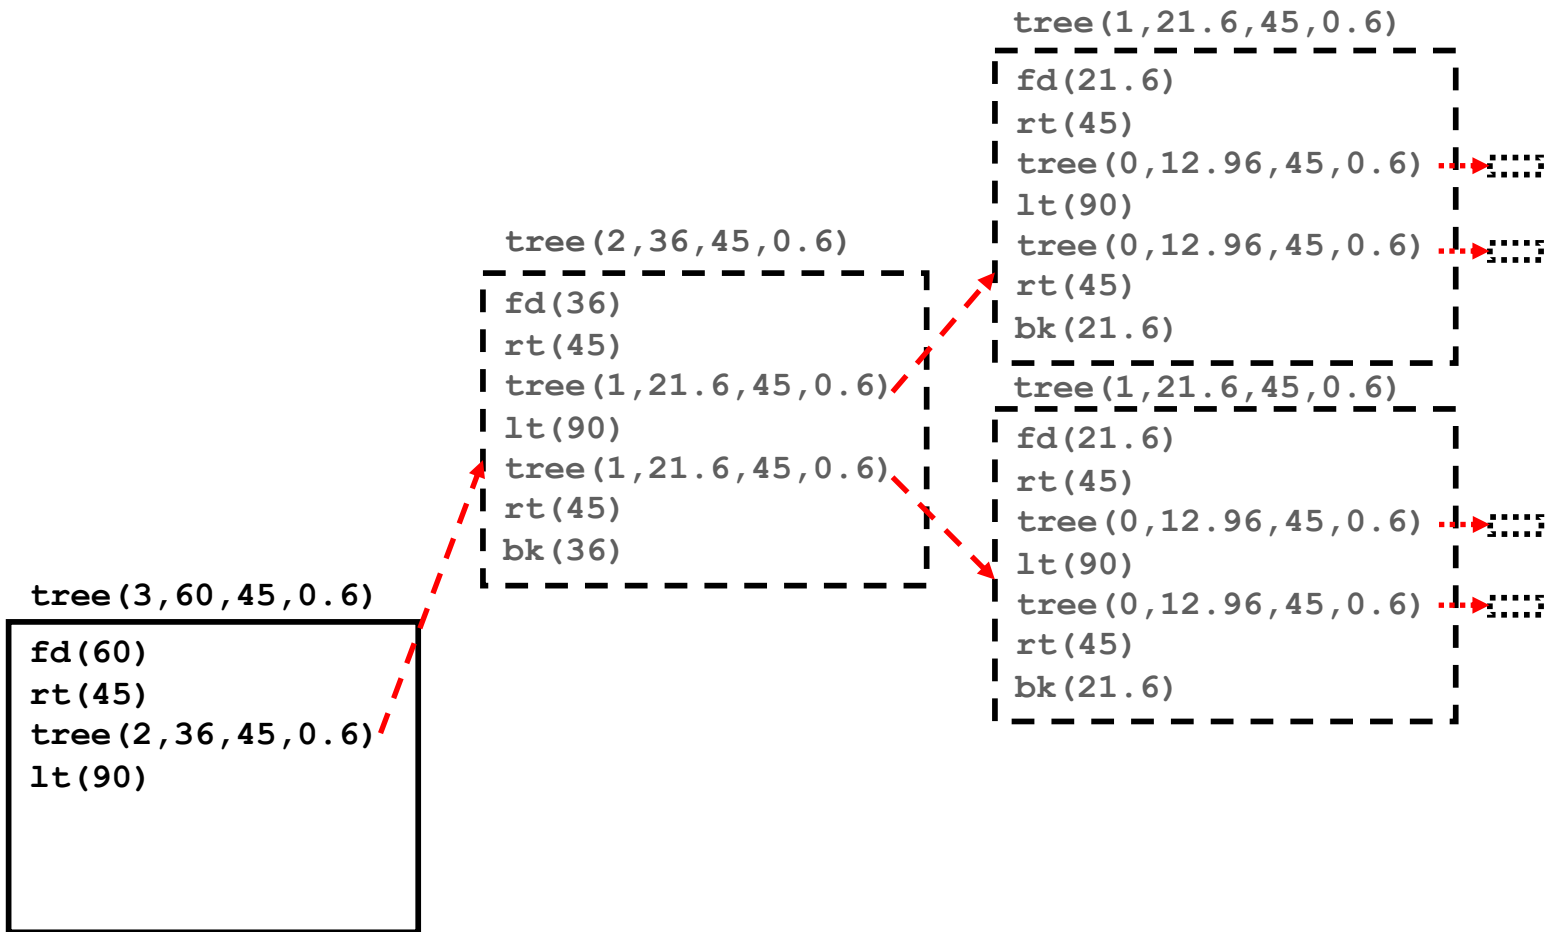 tree(3,60,45,0.6)
fd(60)
rt(45)
tree(2,36,45,0.6)
lt(90)
tree(2,36,45,0.6)
fd(36)
rt(45)
tree(1,21.6,45,0.6)
lt(90)
tree(1,21.6,45,0.6)
rt(45)
bk(36)
tree(1,21.6,45,0.6)
fd(21.6)
rt(45)
tree(0,12.96,45,0.6)
lt(90)
tree(0,12.96,45,0.6)
rt(45)
bk(21.6)
tree(1,21.6,45,0.6)
fd(21.6)
rt(45)
tree(0,12.96,45,0.6)
lt(90)
tree(0,12.96,45,0.6)
rt(45)
bk(21.6)